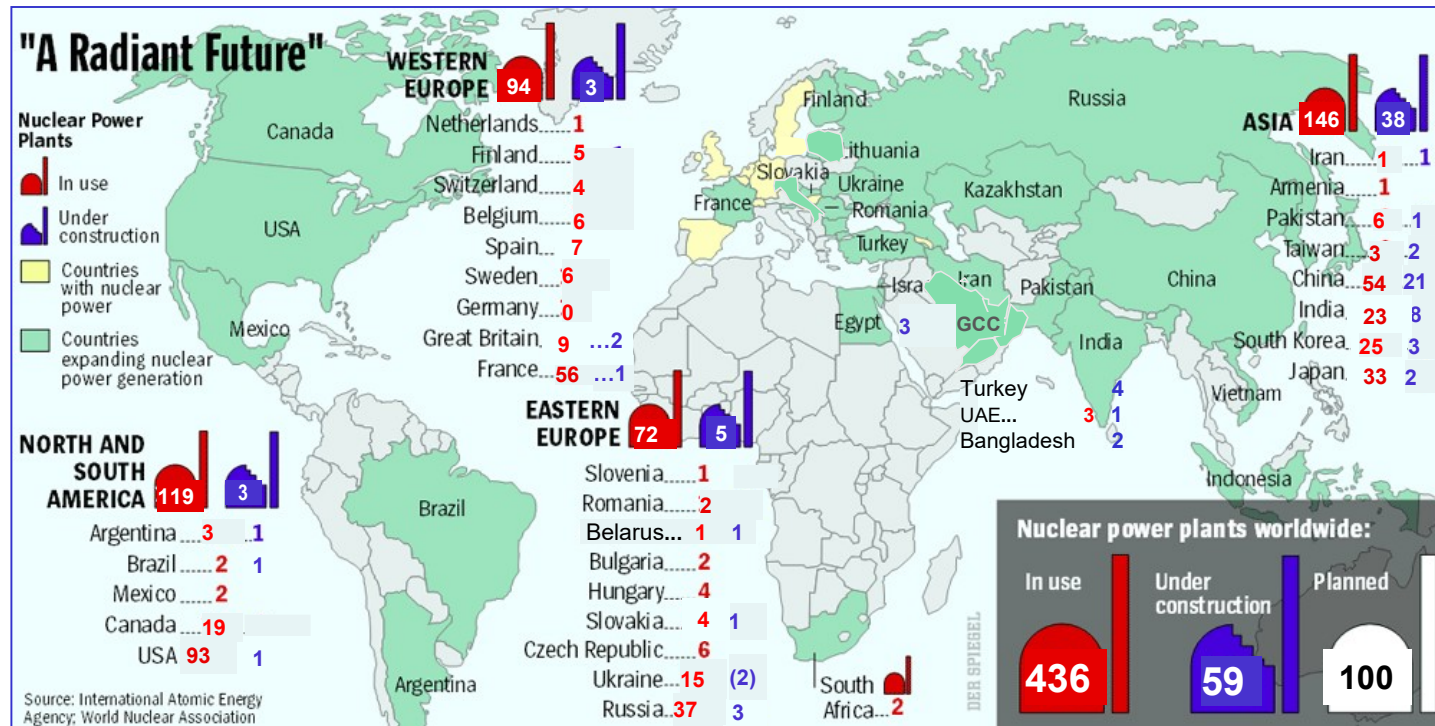 "A Radiant Future"
Nuclear Power
Plants
In use
Under
construction
Countries
with nuclear
power
Countries
expanding nuclear
power generation
WESTERN
EUROPE 94 3
Netherlands.....1
Finland.....5
Switzerland....4
Belgium......6
Spain.....7
Sweden....6
Germany....0
Great Britain..9 ...2
France...56 ...1
NORTH AND
SOUTH
AMERICA 119 3
Argentina.....3 ...1
Brazil.....2 1
Mexico.....2
Canada....19
USA 93 1
EASTERN
EUROPE 72 5
Slovenia.....1
Romania.....2
Belarus... 1 1
Bulgaria.....2
Hungary.....4
Slovakia.... 4 1
Czech Republic.....6
Ukraine....15 (2)
Russia..37 3
South
Africa...2
ASIA 146 38
Iran.....1 ...1
Armenia.....1
Pakistan....6 ..1
Taiwan....3 ..2
China.....54 21
India.. 23 8
South Korea...25 3
Japan. 33 2
Turkey 4
UAE... 3 1
Bangladesh 2
Canada
USA
Mexico
Brazil
Argentina
Finland
Lithuania
Slovakia
Ukraine
France
Romania
Turkey
Russia
Kazakhstan
China
Isra
Iran
Pakistan
Egypt 3
GCC
India
Vietnam
Indonesia
Nuclear power plants worldwide:
In use
Under
construction
Planned
436 59 100
DER SPIEGEL
Source: International Atomic Energy
Agency; World Nuclear Association